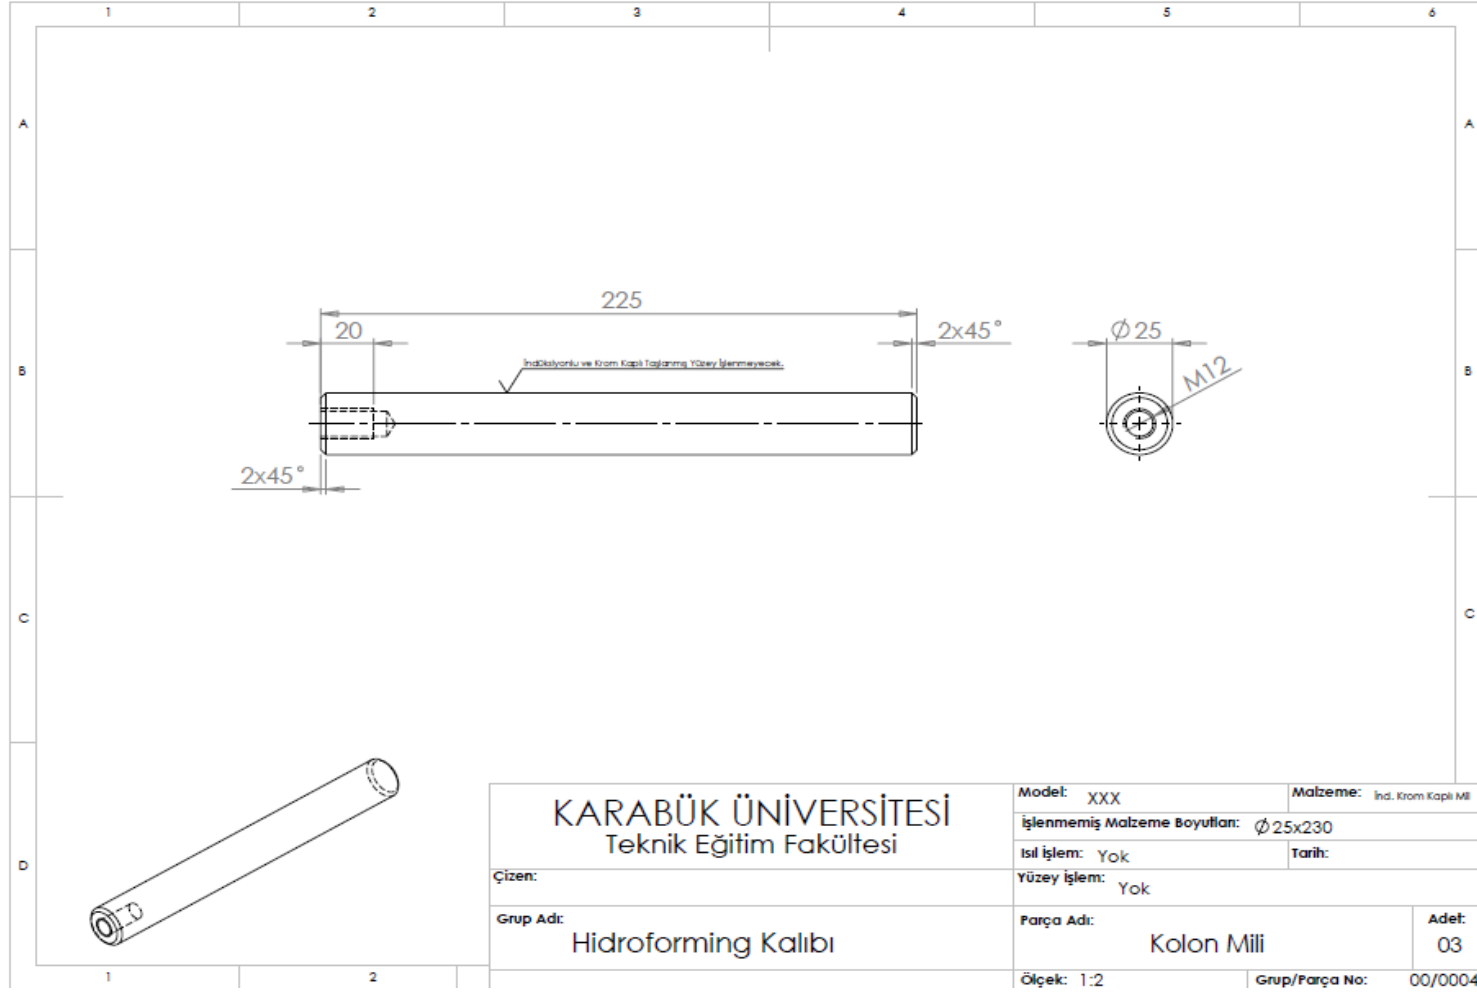 1 2 3 4 5 6
A A
225
20 2x45° Ø25
İndüksiyonlu ve Krom Kaplı Taşlanmış Yüzey İşlenmeyecek.
B B
M12
2x45°
C C
D
KARABÜK ÜNİVERSİTESİ
Teknik Eğitim Fakültesi
Model: XXX
Malzeme: İnd. Krom Kaplı Mil
İşlenmemiş Malzeme Boyutları: Ø25x230
Isıl İşlem: Yok
Tarih:
Çizen:
Yüzey İşlem: Yok
Grup Adı:
Hidroforming Kalıbı
Parça Adı:
Kolon Mili
Adet:
03
Ölçek: 1:2
Grup/Parça No: 00/0004
1 2